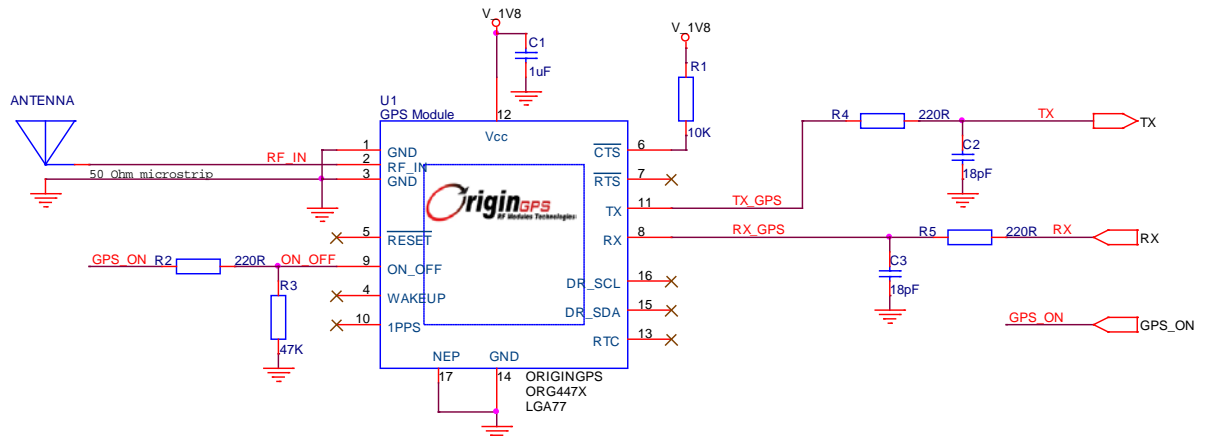 V_1V8
C1
1uF
V_1V8
R1
10K
ANTENNA
RF_IN
50 Ohm microstrip
U1
GPS Module
12
Vcc
1
GND
2
RF_IN
3
GND
5
RESET
9
ON_OFF
4
WAKEUP
10
1PPS
6
CTS
7
RTS
11
TX
8
RX
16
DR_SCL
15
DR_SDA
13
RTC
NEP
17
GND
14
OriginGPS
RF Modules Technologies
ORIGINGPS
ORG447X
LGA77
GPS_ON
R2
220R
ON_OFF
R3
47K
TX_GPS
R4
220R
TX
TX
C2
18pF
RX_GPS
R5
220R
RX
RX
C3
18pF
GPS_ON
GPS_ON